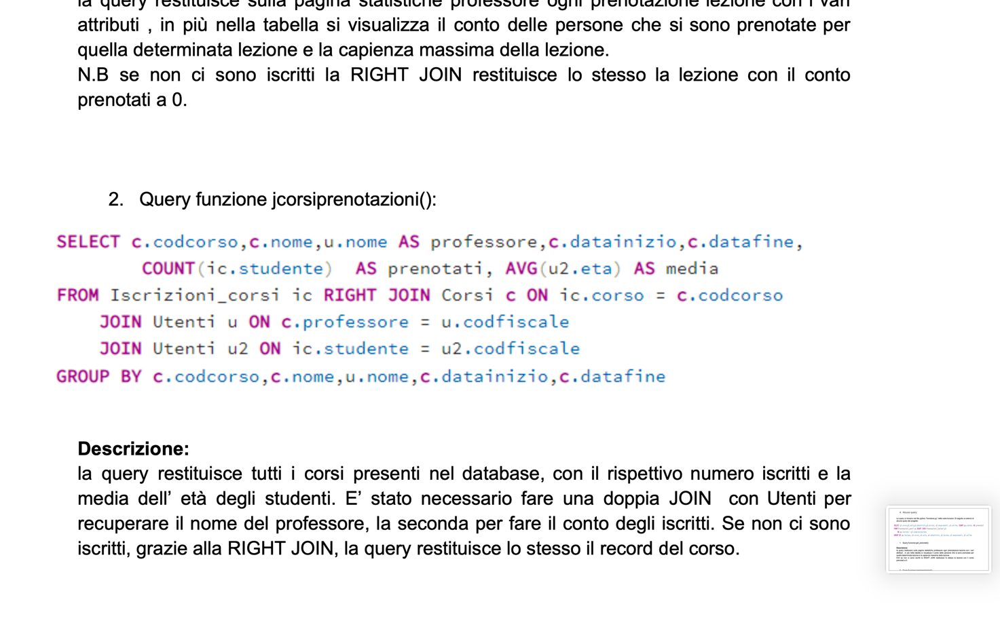 la query restituisce sulla pagina statistiche professore ogni prenotazione lezione con i vari
attributi , in più nella tabella si visualizza il conto delle persone che si sono prenotate per
quella determinata lezione e la capienza massima della lezione.
N.B se non ci sono iscritti la RIGHT JOIN restituisce lo stesso la lezione con il conto
prenotati a 0.
2. Query funzione jcorsiprenotazioni():
SELECT c.codcorso,c.nome,u.nome AS professore,c.datainizio,c.datafine,
COUNT(ic.studente) AS prenotati, AVG(u2.eta) AS media
FROM Iscrizioni_corsi ic RIGHT JOIN Corsi c ON ic.corso = c.codcorso
JOIN Utenti u ON c.professore = u.codfiscale
JOIN Utenti u2 ON ic.studente = u2.codfiscale
GROUP BY c.codcorso,c.nome,u.nome,c.datainizio,c.datafine
Descrizione:
la query restituisce tutti i corsi presenti nel database, con il rispettivo numero iscritti e la
media dell' età degli studenti. E' stato necessario fare una doppia JOIN con Utenti per
recuperare il nome del professore, la seconda per fare il conto degli iscritti. Se non ci sono
iscritti, grazie alla RIGHT JOIN, la query restituisce lo stesso il record del corso.